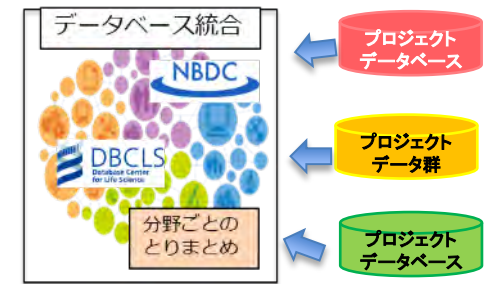 データベース統合
NBDC
DBCLS
Database Center
for Life Science
分野ごとの
とりまとめ
プロジェクト
データベース
プロジェクト
データ群
プロジェクト
データベース